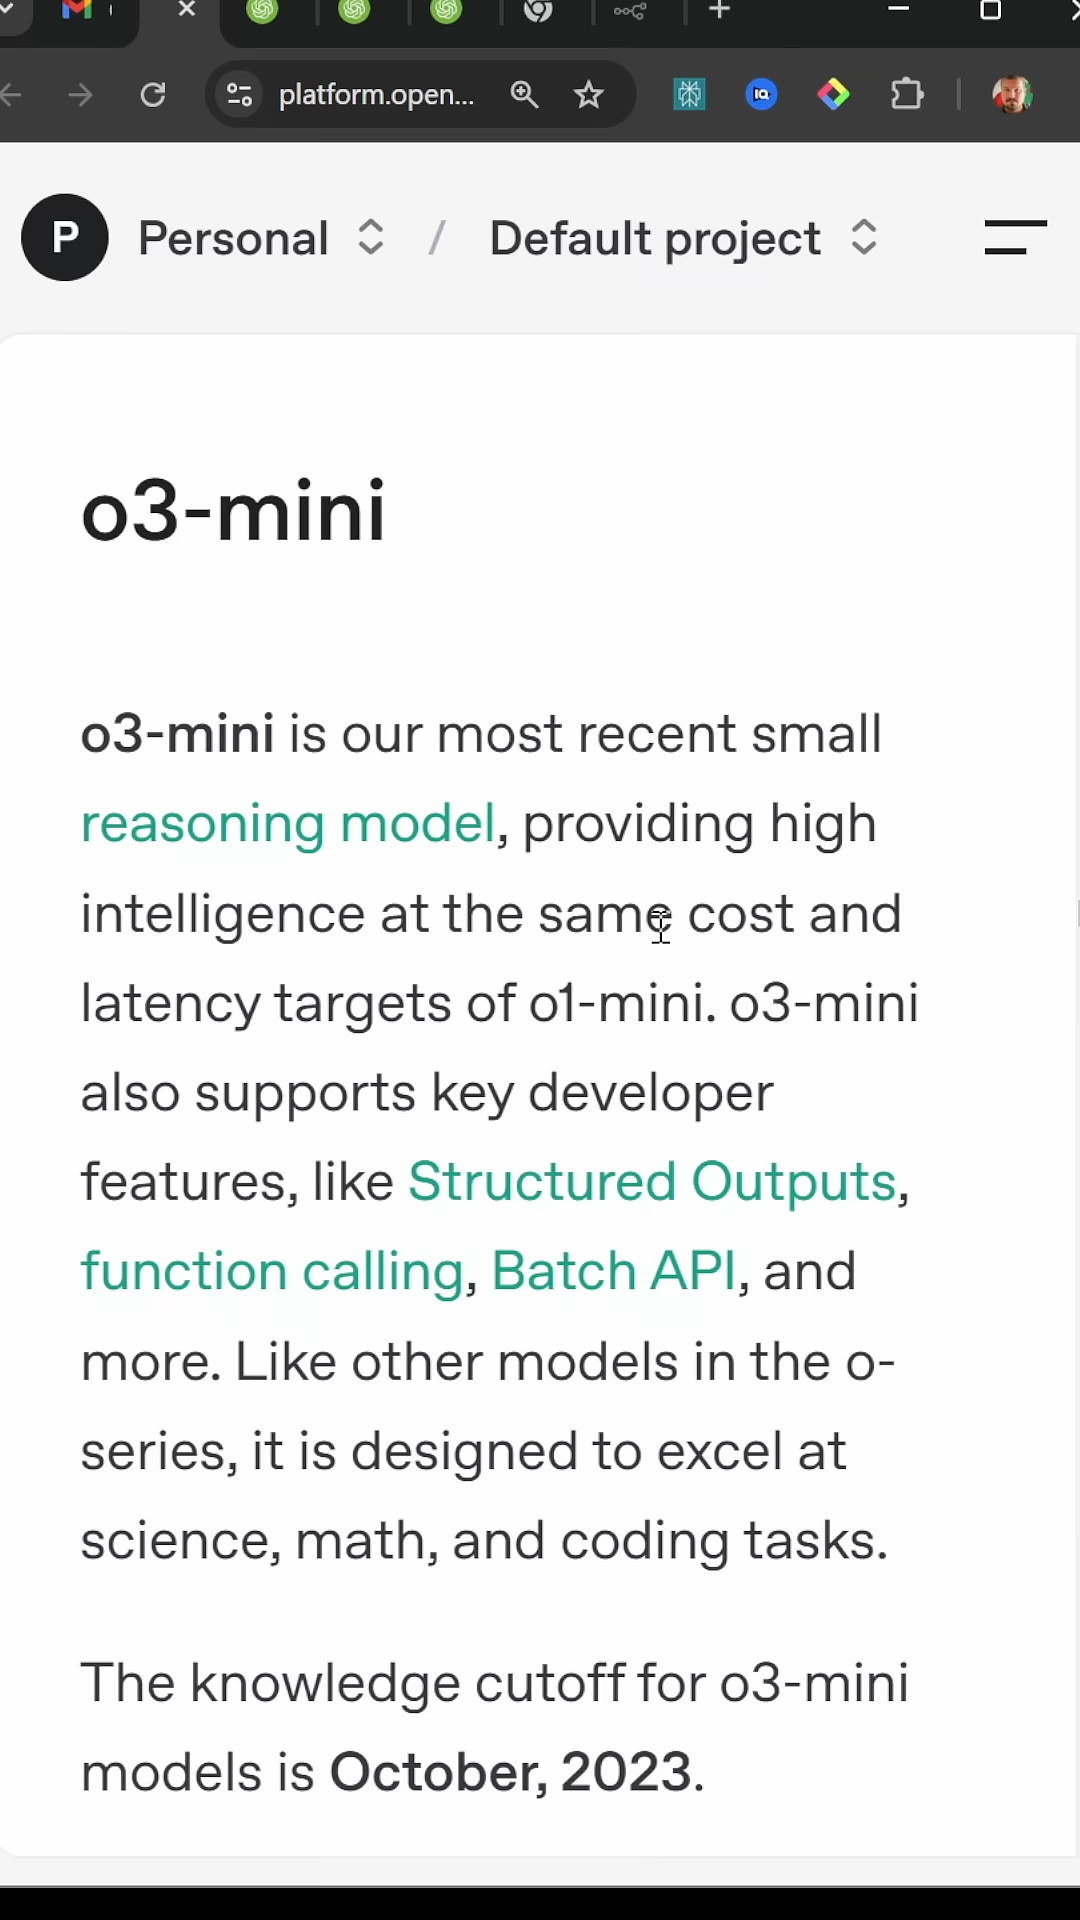 platform.open...
IQ
P Personal / Default project
o3-mini
o3-mini is our most recent small
reasoning model, providing high
intelligence at the same cost and
latency targets of o1-mini. o3-mini
also supports key developer
features, like Structured Outputs,
function calling, Batch API, and
more. Like other models in the o-
series, it is designed to excel at
science, math, and coding tasks.
The knowledge cutoff for o3-mini
models is October, 2023.